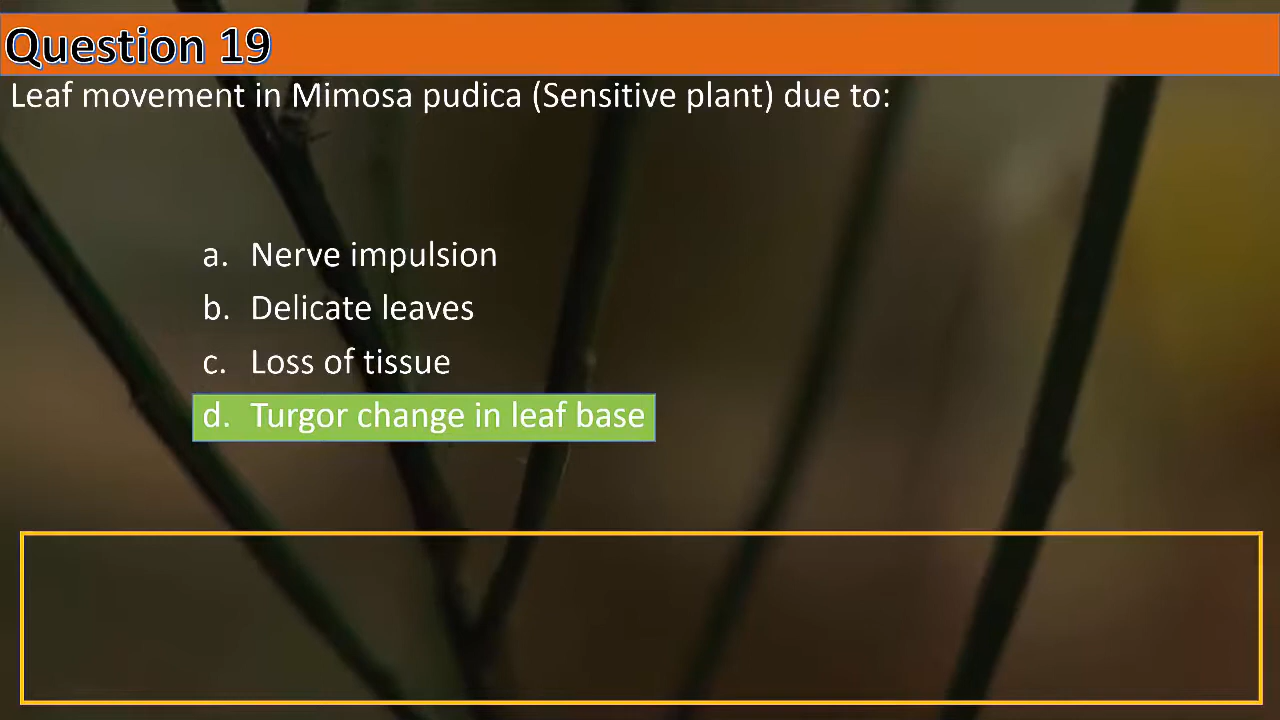 Question 19
Leaf movement in Mimosa pudica (Sensitive plant) due to:
a. Nerve impulsion
b. Delicate leaves
c. Loss of tissue
d. Turgor change in leaf base